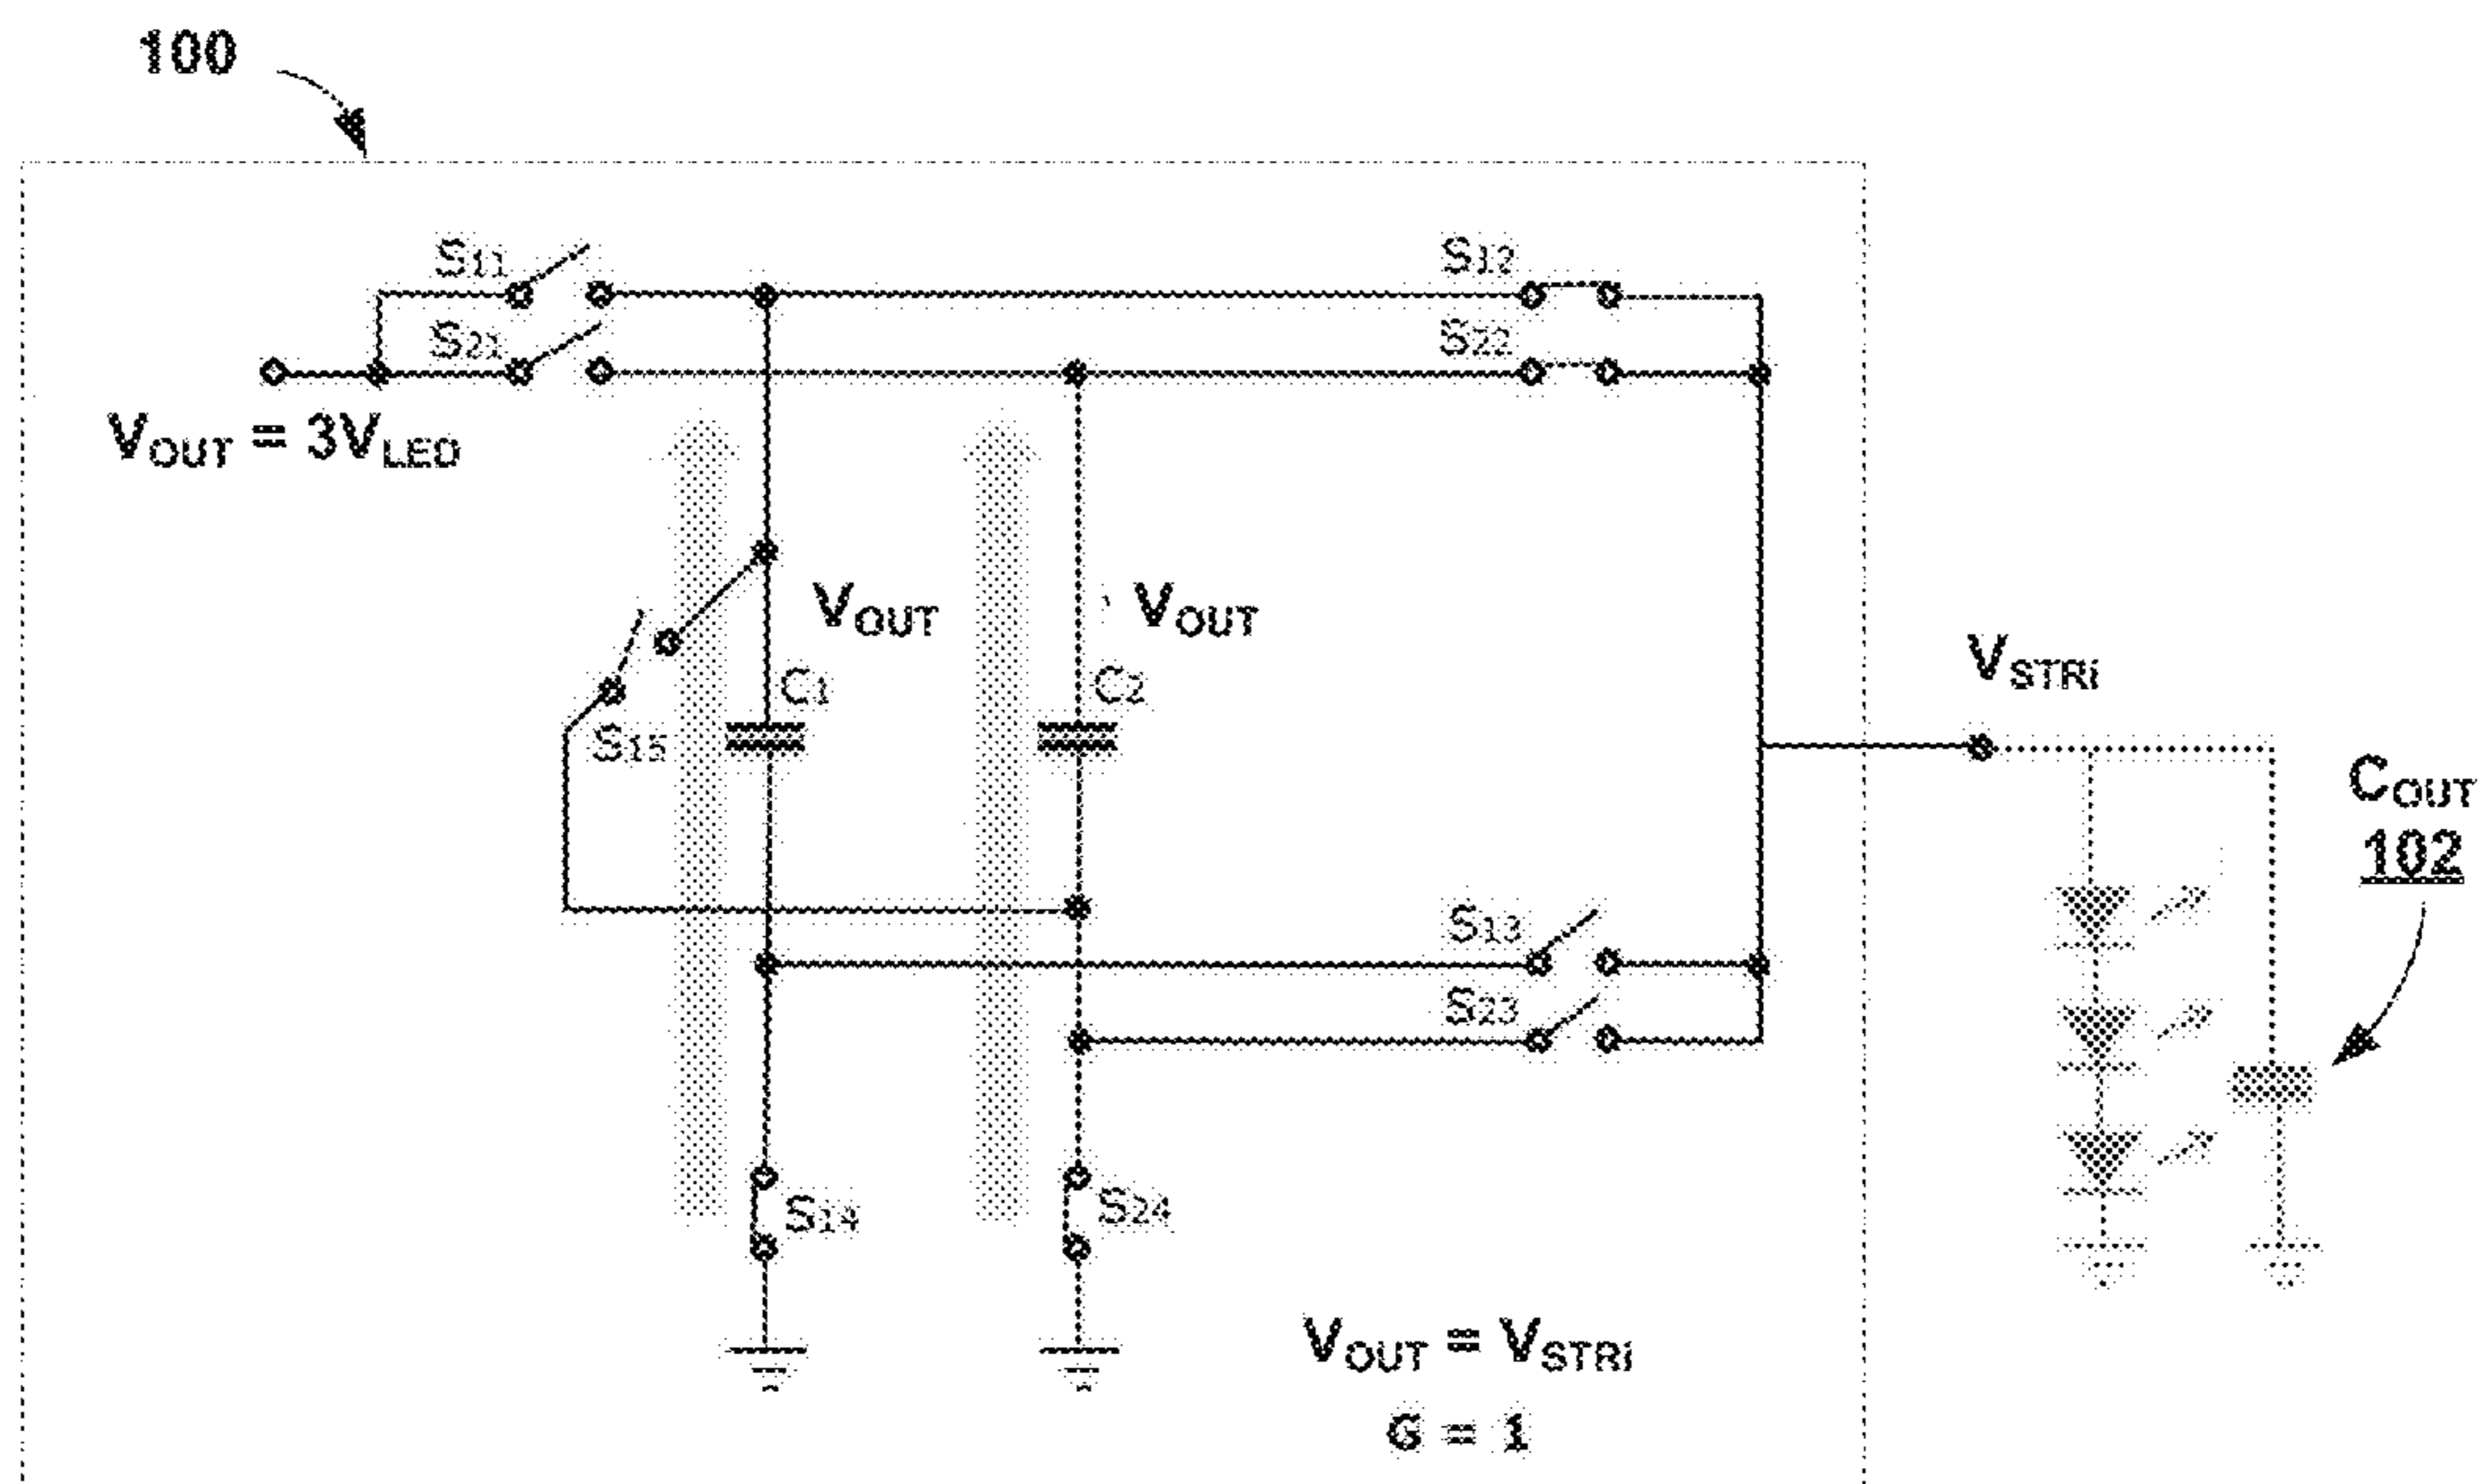 100
S11
S12
S21
S22
VOUT = 3VLED
VOUT
VOUT
C1
C2
S15
VSTRi
COUT
102
S13
S23
S14
S24
VOUT = VSTRi
G = 1